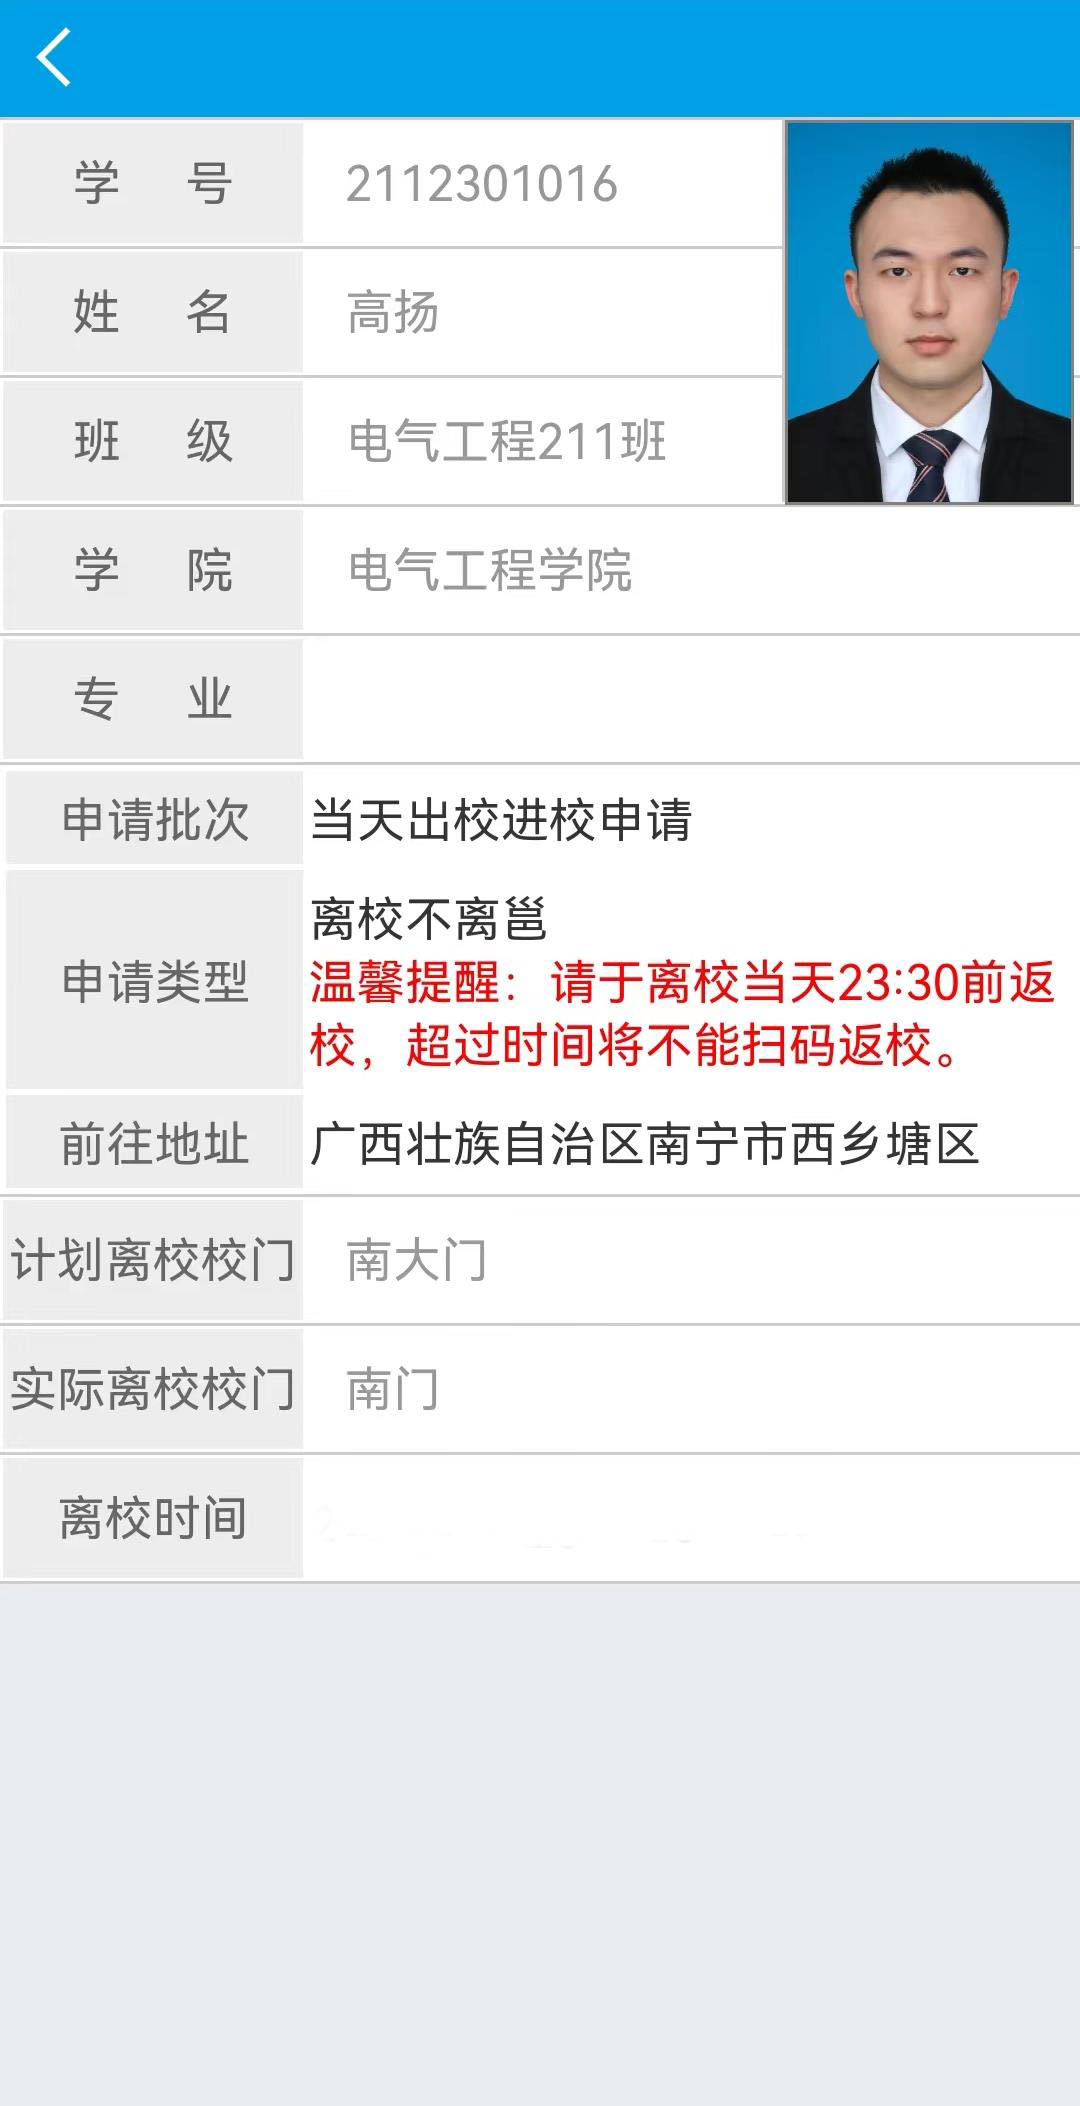 学 号 2112301016
姓 名 高扬
班 级 电气工程211班
学 院 电气工程学院
专 业
申请批次 当天出校进校申请
离校不离邕
申请类型
温馨提醒：请于离校当天23:30前返
校，超过时间将不能扫码返校。
前往地址 广西壮族自治区南宁市西乡塘区
计划离校校门 南大门
实际离校校门 南门
离校时间